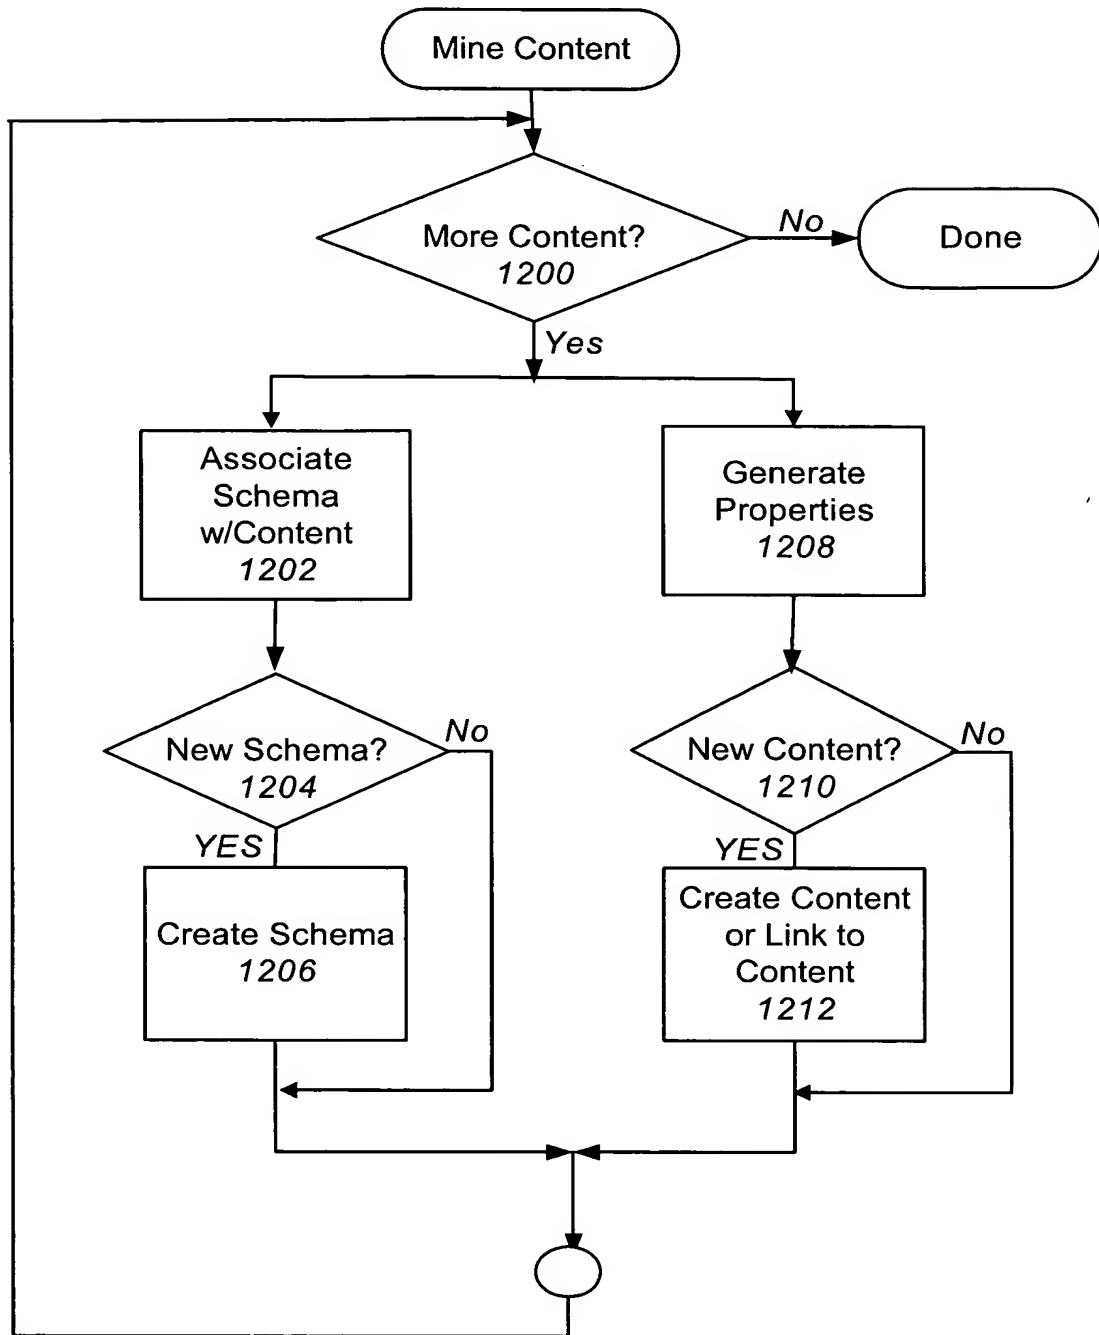 Mine Content
More Content?
1200
No
Done
Yes
Associate
Schema
w/Content
1202
Generate
Properties
1208
New Schema?
1204
No
New Content?
1210
No
YES
YES
Create Schema
1206
Create Content
or Link to
Content
1212